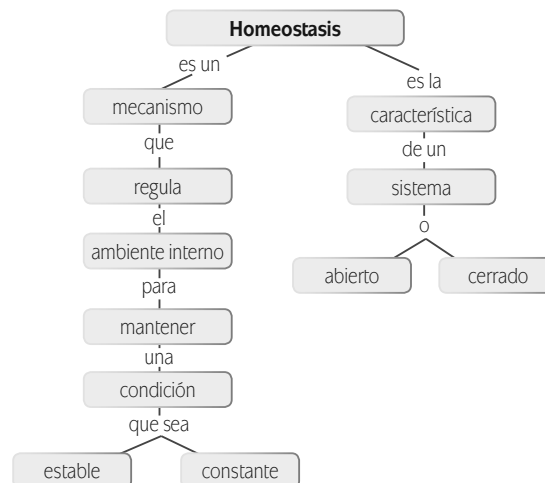 Homeostasis
es un
mecanismo
que
regula
el
ambiente interno
para
mantener
una
condición
que sea
estable
constante
es la
característica
de un
sistema
o
abierto
cerrado